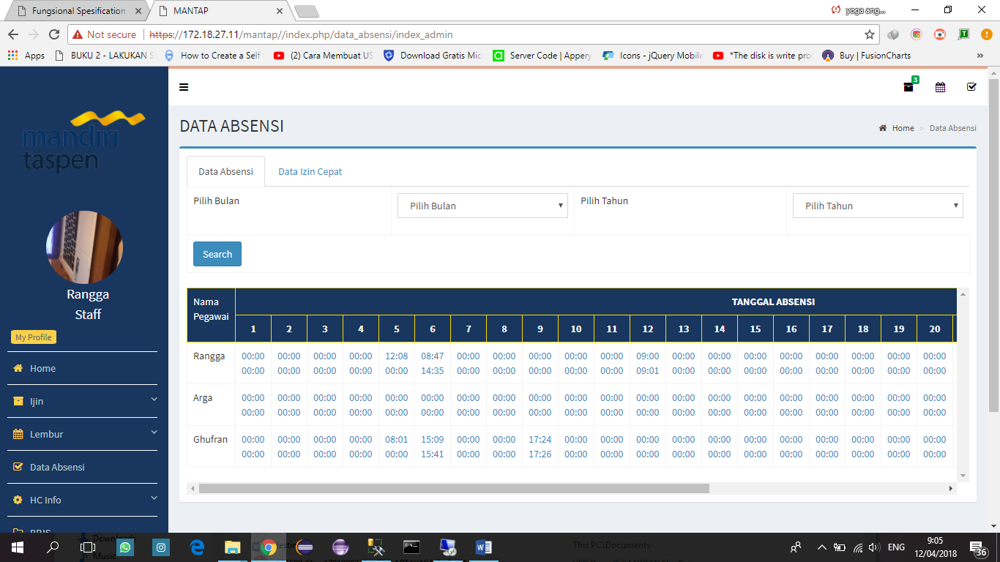 Fungsional Spesification
MANTAP
yoga ang...
Not secure
https://172.18.27.11/mantap//index.php/data_absensi/index_admin
Apps
BUKU 2 - LAKUKAN S
How to Create a Self
(2) Cara Membuat US
Download Gratis Mic
Server Code | Appery
Icons - jQuery Mobile
*The disk is write pro
Buy | FusionCharts
»
mandiri
taspen
3
DATA ABSENSI
Home > Data Absensi
Data Absensi
Data Izin Cepat
Pilih Bulan
Pilih Bulan
Pilih Tahun
Pilih Tahun
Search
Rangga
Staff
My Profile
Home
Ijin
Lembur
Data Absensi
HC Info
Nama Pegawai TANGGAL ABSENSI
1 2 3 4 5 6 7 8 9 10 11 12 13 14 15 16 17 18 19 20
Rangga 00:00 00:00 00:00 00:00 12:08 08:47 00:00 00:00 00:00 00:00 00:00 09:00 00:00 00:00 00:00 00:00 00:00 00:00 00:00 00:00
00:00 00:00 00:00 00:00 00:00 14:35 00:00 00:00 00:00 00:00 00:00 09:01 00:00 00:00 00:00 00:00 00:00 00:00 00:00 00:00
Arga 00:00 00:00 00:00 00:00 00:00 00:00 00:00 00:00 00:00 00:00 00:00 00:00 00:00 00:00 00:00 00:00 00:00 00:00 00:00 00:00
00:00 00:00 00:00 00:00 00:00 00:00 00:00 00:00 00:00 00:00 00:00 00:00 00:00 00:00 00:00 00:00 00:00 00:00 00:00 00:00
Ghufran 00:00 00:00 00:00 00:00 08:01 15:09 00:00 00:00 17:24 00:00 00:00 00:00 00:00 00:00 00:00 00:00 00:00 00:00 00:00 00:00
00:00 00:00 00:00 00:00 00:00 15:41 00:00 00:00 17:26 00:00 00:00 00:00 00:00 00:00 00:00 00:00 00:00 00:00 00:00 00:00
Downloads
Music
This PC\Documents
ENG
9:05
12/04/2018
36